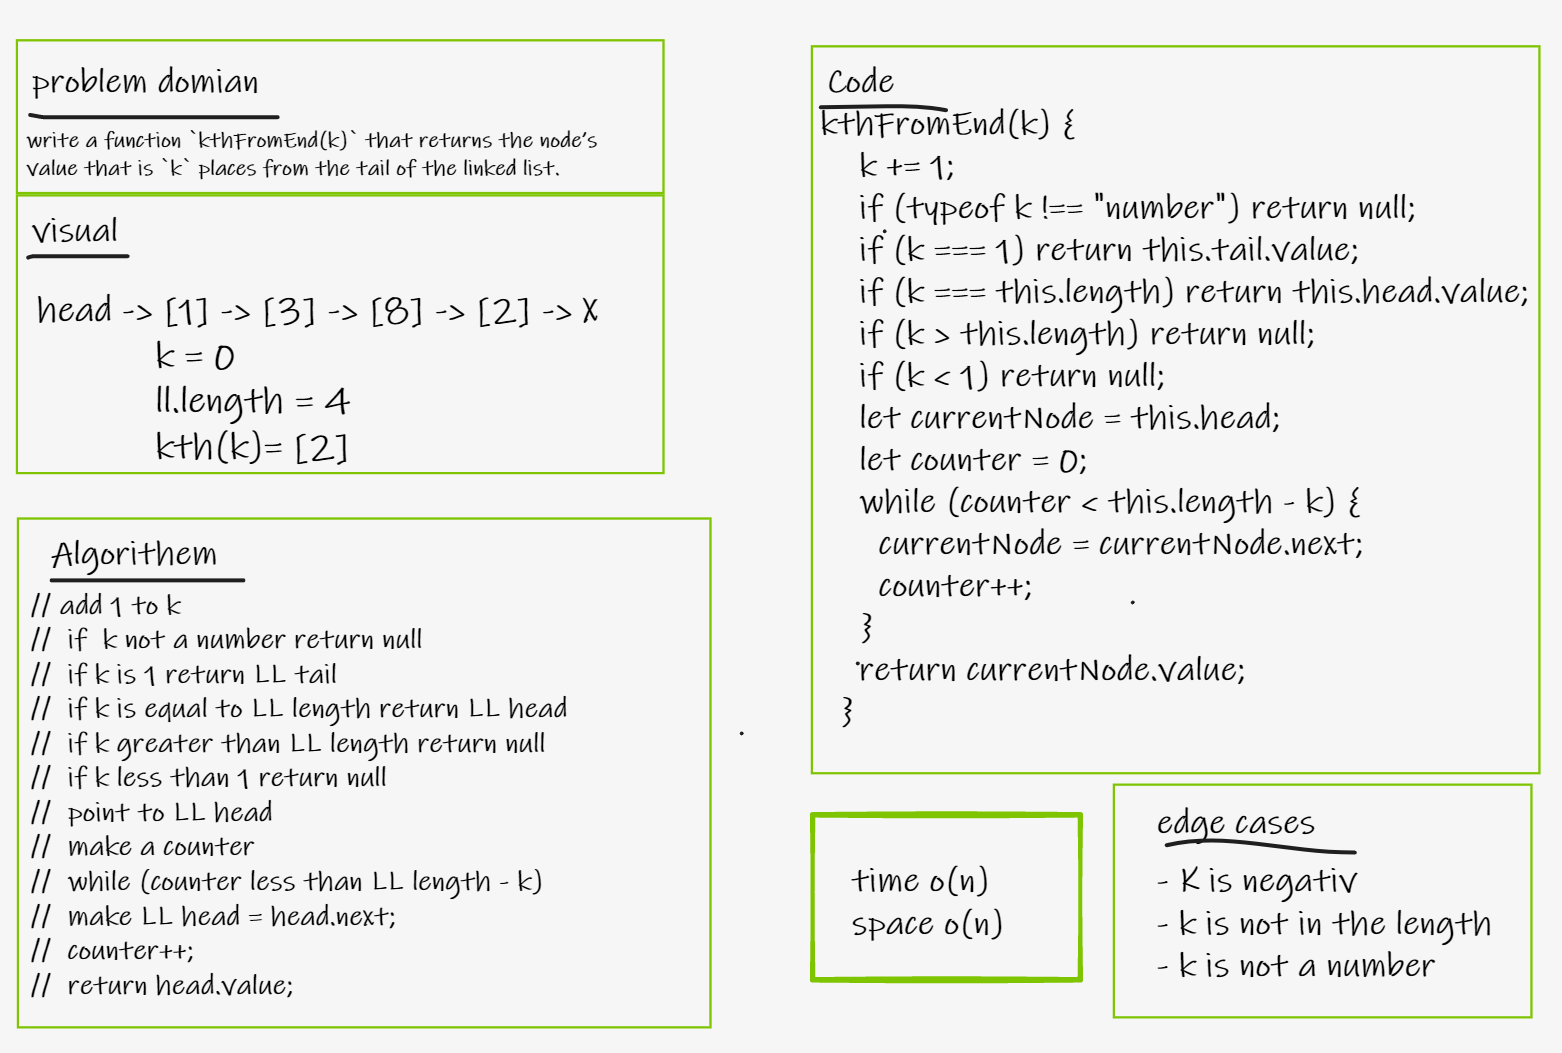 problem domian
write a function `kthFromEnd(k)` that returns the node's
value that is `k` places from the tail of the linked list.
visual
head -> [1] -> [3] -> [8] -> [2] -> X
k = 0
ll.length = 4
kth(k)= [2]
Algorithem
// add 1 to k
// if k not a number return null
// if k is 1 return LL tail
// if k is equal to LL length return LL head
// if k greater than LL length return null
// if k less than 1 return null
// point to LL head
// make a counter
// while (counter less than LL length - k)
// make LL head = head.next;
// counter++;
// return head.value;
Code
kthFromEnd(k) {
k += 1;
if (typeof k !== "number") return null;
if (k === 1) return this.tail.value;
if (k === this.length) return this.head.value;
if (k > this.length) return null;
if (k < 1) return null;
let currentNode = this.head;
let counter = 0;
while (counter < this.length - k) {
currentNode = currentNode.next;
counter++;
}
return currentNode.value;
}
time o(n)
space o(n)
edge cases
- K is negativ
- k is not in the length
- k is not a number